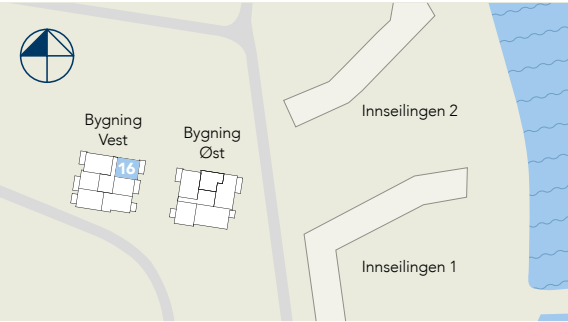 Innseilingen 2
Bygning
Vest
Bygning
Øst
16
Innseilingen 1